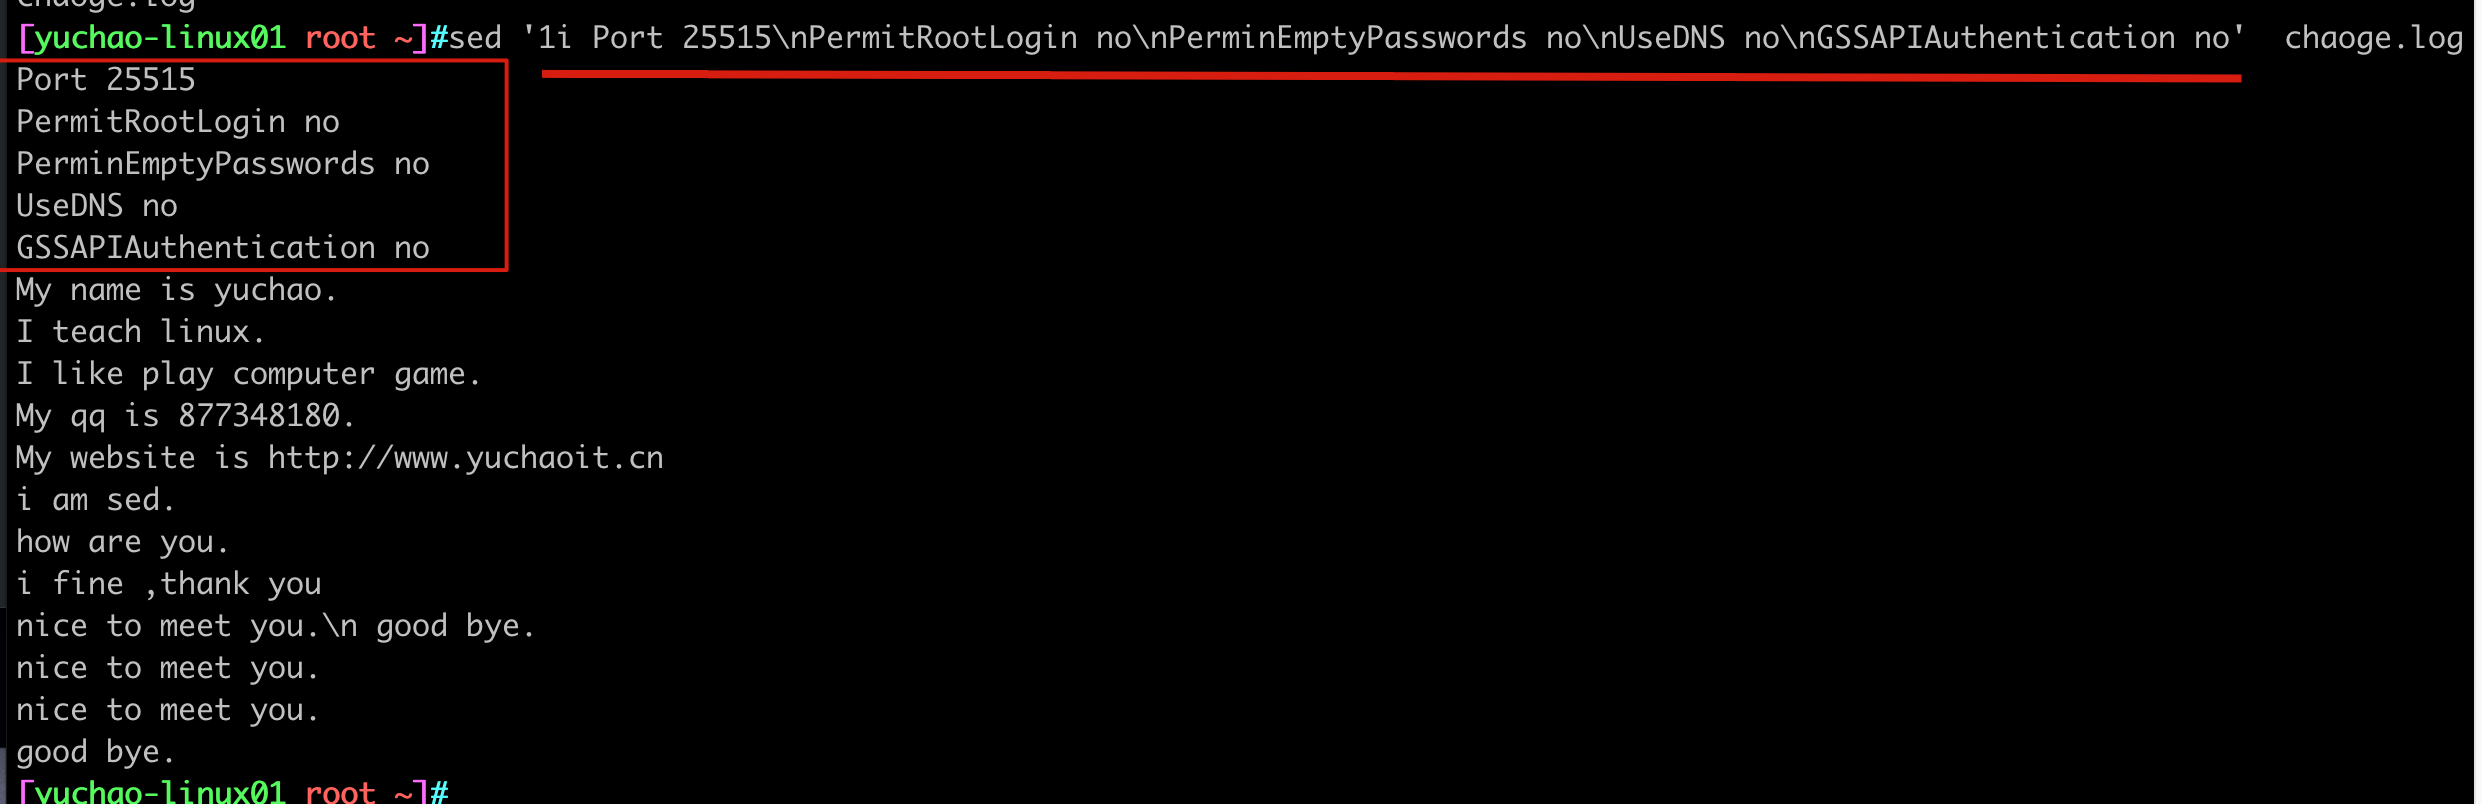 chaoge.log
[yuchao-linux01 root ~]#sed '1i Port 25515\nPermitRootLogin no\nPerminEmptyPasswords no\nUseDNS no\nGSSAPIAuthentication no'  chaoge.log
Port 25515
PermitRootLogin no
PerminEmptyPasswords no
UseDNS no
GSSAPIAuthentication no
My name is yuchao.
I teach linux.
I like play computer game.
My qq is 877348180.
My website is http://www.yuchaoit.cn
i am sed.
how are you.
i fine ,thank you
nice to meet you.\n good bye.
nice to meet you.
nice to meet you.
good bye.
[yuchao-linux01 root ~]#